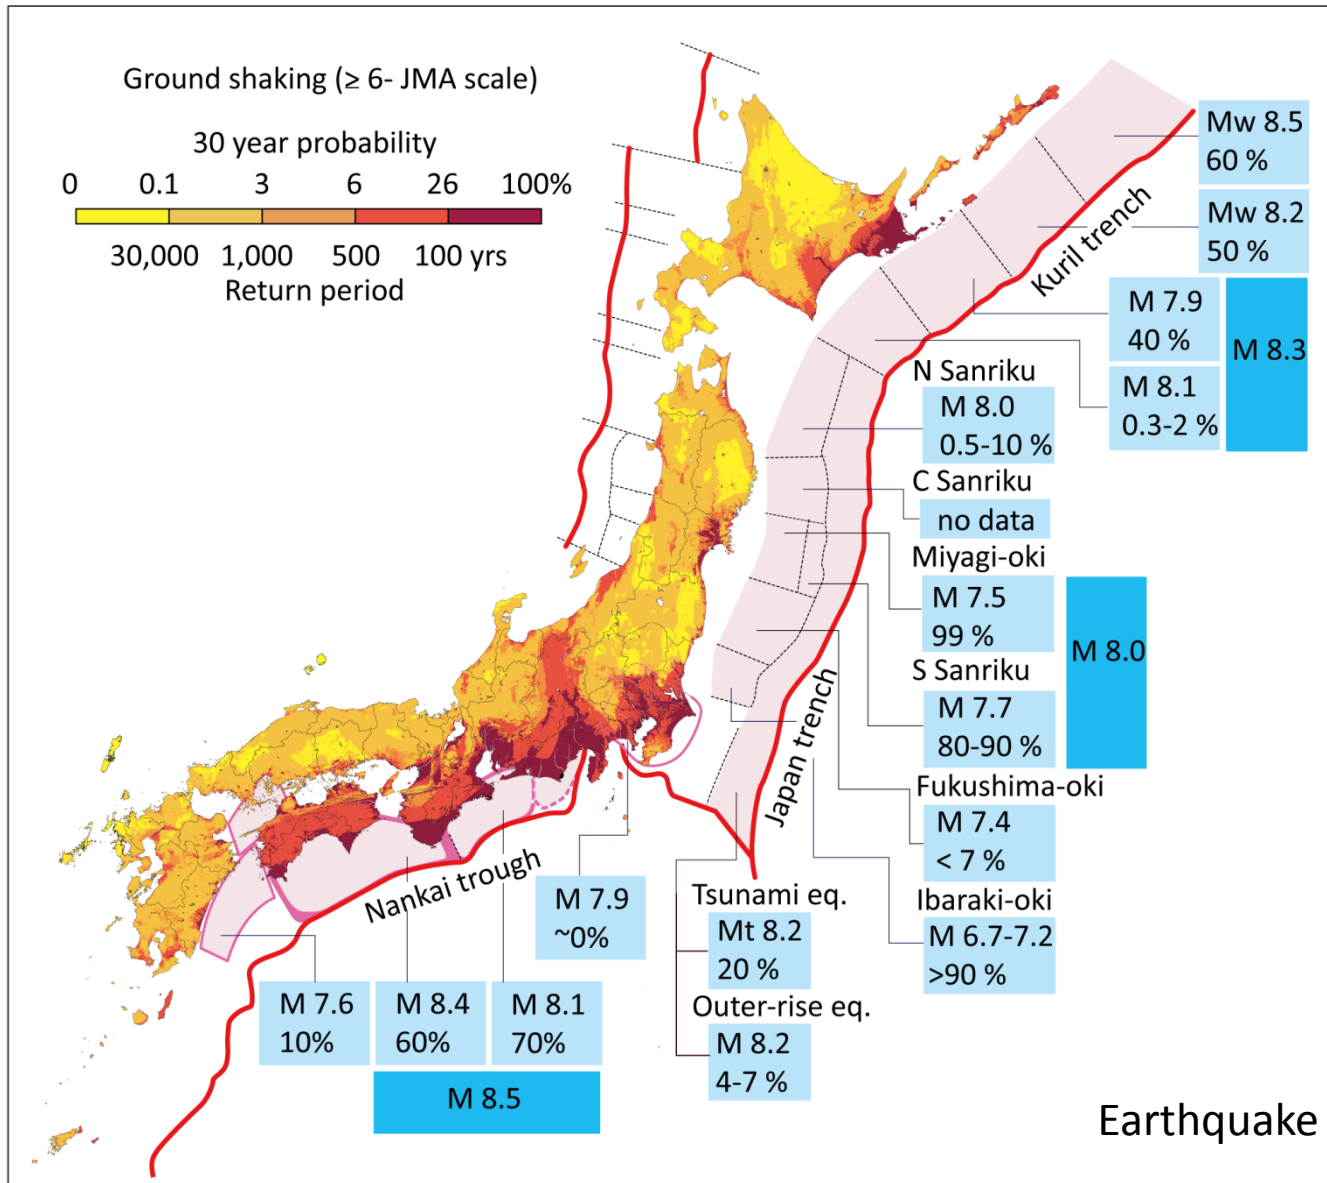 Ground shaking (≥ 6- JMA scale)
30 year probability
0 0.1 3 6 26 100%
30,000 1,000 500 100 yrs
Return period
Mw 8.5
60 %
Mw 8.2
50 %
Kuril trench
M 7.9
40 %
M 8.3
M 8.1
0.3-2 %
N Sanriku
M 8.0
0.5-10 %
C Sanriku
no data
Miyagi-oki
M 7.5
99 %
M 8.0
S Sanriku
M 7.7
80-90 %
Japan trench
Fukushima-oki
M 7.4
< 7 %
Ibaraki-oki
M 6.7-7.2
>90 %
Nankai trough
M 7.9
~0%
Tsunami eq.
Mt 8.2
20 %
Outer-rise eq.
M 8.2
4-7 %
M 7.6
10%
M 8.4
60%
M 8.1
70%
M 8.5
Earthquake